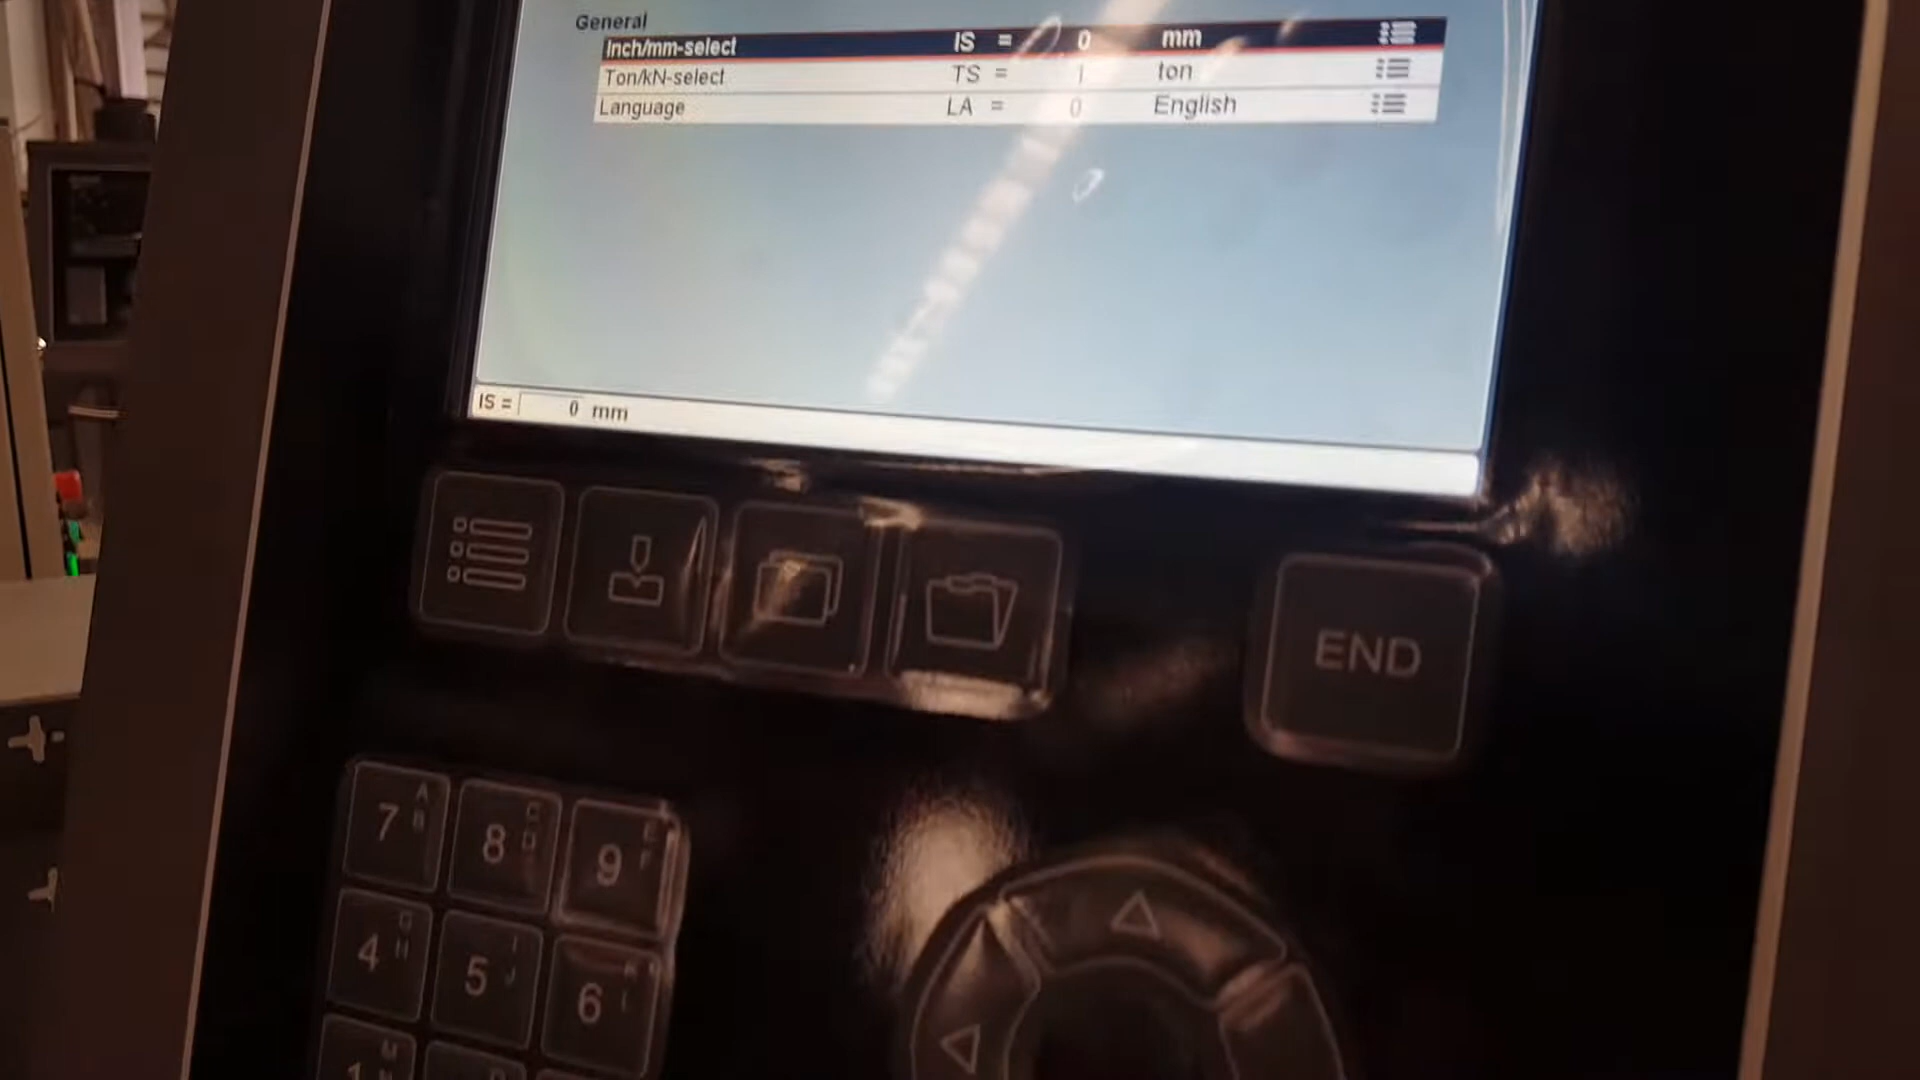 General
Inch/mm-select IS = 0 mm
Ton/kN-select TS = 1 ton
Language LA = 0 English
IS = 0 mm
END
7 A B
8 C D
9 E F
4 G H
5 I J
6 K L
1 M